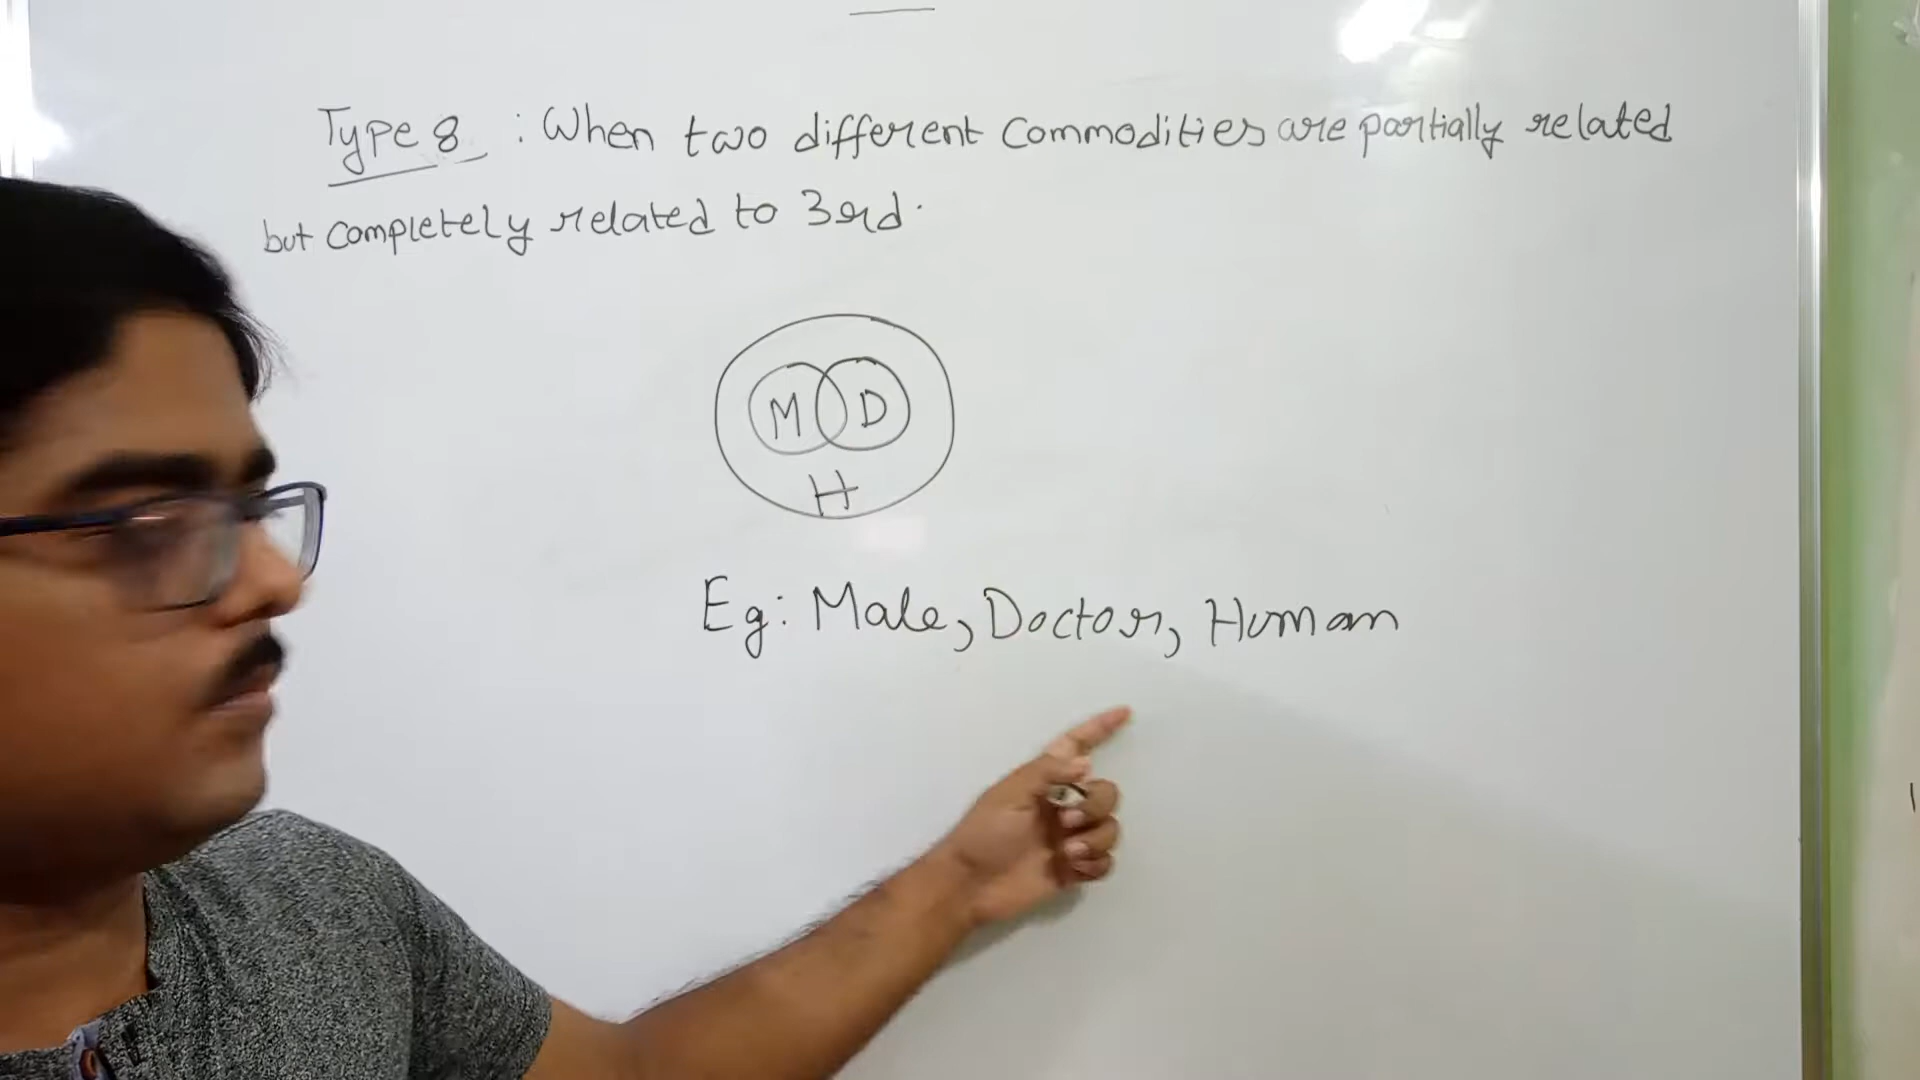 Type 8 : When two different Commodities are partially related
but completely related to 3rd.
M D
H
Eg: Male, Doctor, Human